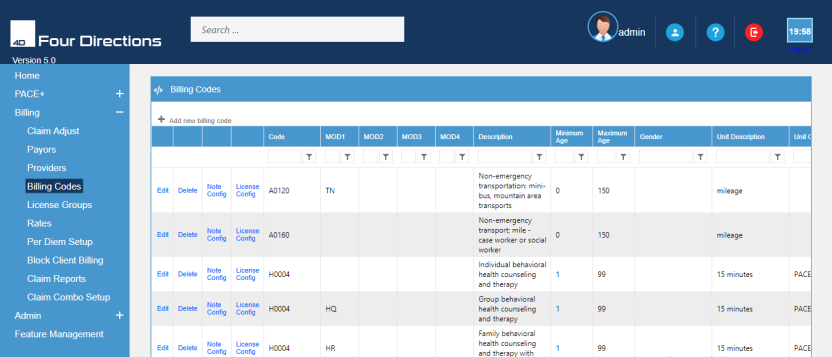 4D Four Directions
Version 5.0
Search ...
admin
?
19:58
Home
PACE+ +
Billing −
Claim Adjust
Payors
Providers
Billing Codes
License Groups
Rates
Per Diem Setup
Block Client Billing
Claim Reports
Claim Combo Setup
Admin +
Feature Management
</> Billing Codes
+ Add new billing code
Code MOD1 MOD2 MOD3 MOD4 Description Minimum Age Maximum Age Gender Unit Description
Edit Delete Note Config License Config A0120 TN
Non-emergency
transportation: mini-
bus, mountain area
transports
0 150 mileage
Edit Delete Note Config License Config A0160
Non-emergency
transport; mile -
case worker or social
worker
0 150 mileage
Edit Delete Note Config License Config H0004
Individual behavioral
health counseling
and therapy
1 99 15 minutes PACE
Edit Delete Note Config License Config H0004 HQ
Group behavioral
health counseling
and therapy
1 99 15 minutes PACE
Edit Delete Note Config License Config H0004 HR
Family behavioral
health counseling
and therapy with
1 99 15 minutes PACE